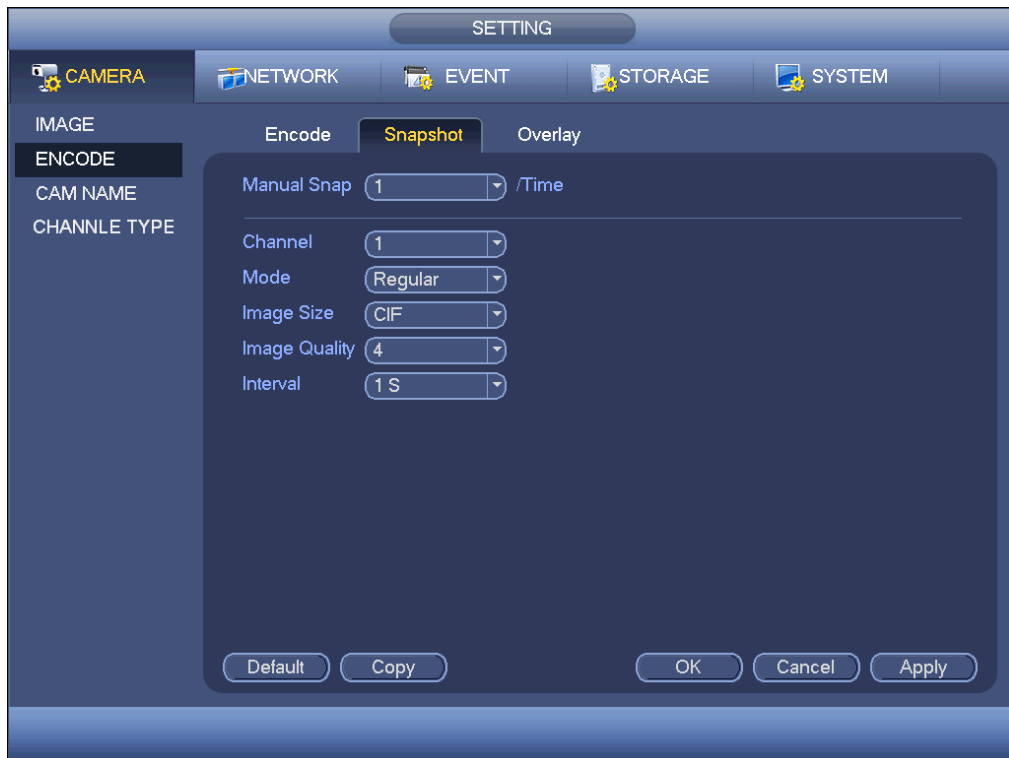 SETTING
CAMERA NETWORK EVENT STORAGE SYSTEM
IMAGE
ENCODE
CAM NAME
CHANNLE TYPE
Encode Snapshot Overlay
Manual Snap 1 /Time
Channel 1
Mode Regular
Image Size CIF
Image Quality 4
Interval 1 S
Default Copy OK Cancel Apply